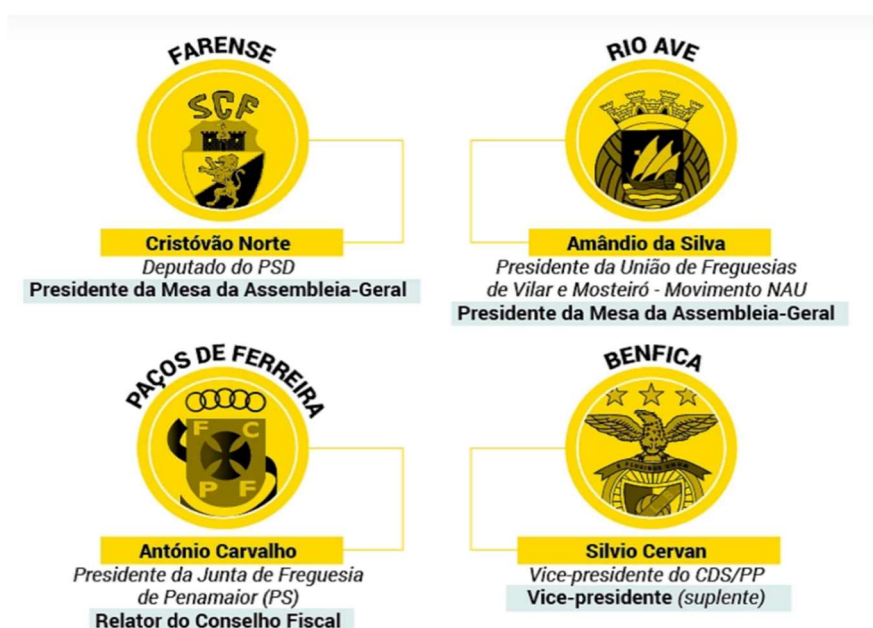 FARENSE
SCF
Cristóvão Norte
Deputado do PSD
Presidente da Mesa da Assembleia-Geral
RIO AVE
Amândio da Silva
Presidente da União de Freguesias
de Vilar e Mosteiró - Movimento NAU
Presidente da Mesa da Assembleia-Geral
PAÇOS DE FERREIRA
F C
P F
António Carvalho
Presidente da Junta de Freguesia
de Penamaior (PS)
Relator do Conselho Fiscal
BENFICA
E PLURIBUS UNUM
Silvio Cervan
Vice-presidente do CDS/PP
Vice-presidente (suplente)